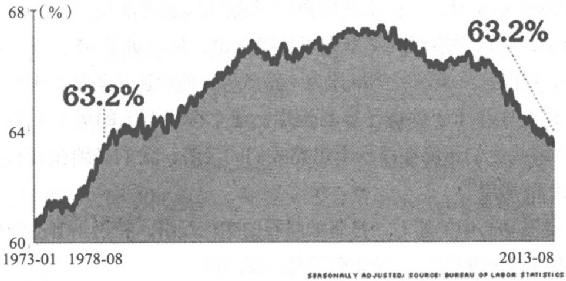 68 (%)
63.2%
63.2%
64
60
1973-01 1978-08 2013-08
SEASONALLY ADJUSTED/ SOURCE: BUREAU OF LABOR STATISTICS